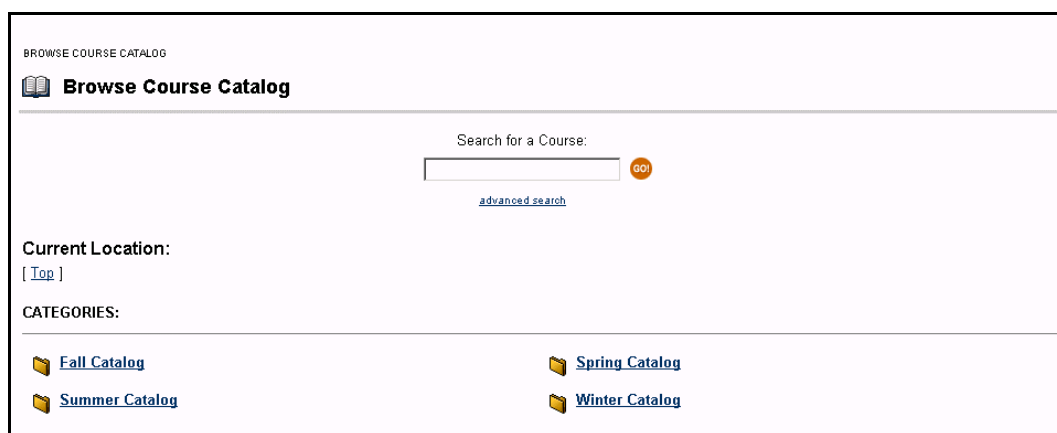 BROWSE COURSE CATALOG
Browse Course Catalog
Search for a Course:
GO!
advanced search
Current Location:
[ Top ]
CATEGORIES:
Fall Catalog
Spring Catalog
Summer Catalog
Winter Catalog